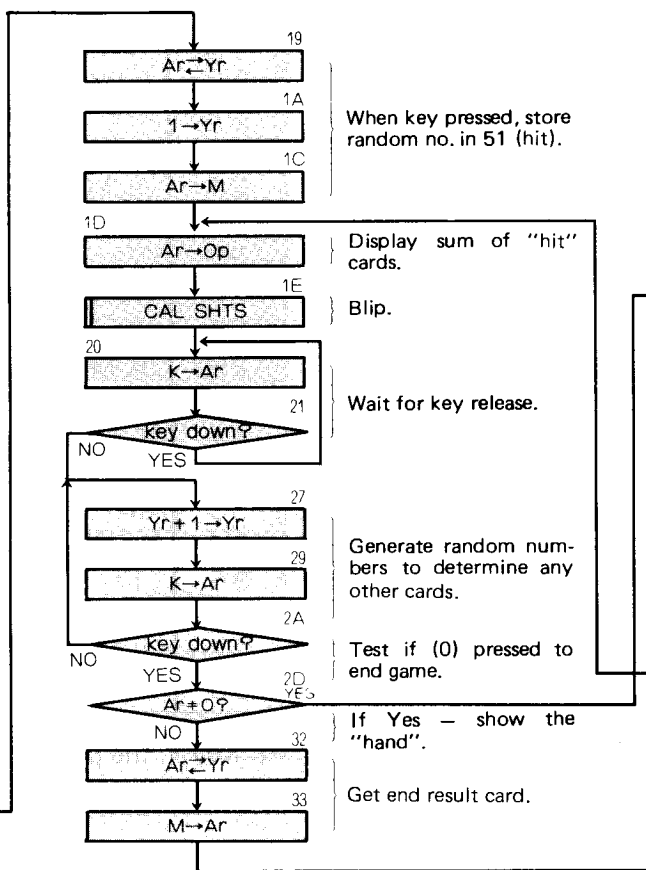 19
Ar⇄Yr
1A
1→Yr
1C
Ar→M
When key pressed, store
random no. in 51 (hit).
1D
Ar→Op
Display sum of "hit"
cards.
1E
CAL SHTS
Blip.
20
K→Ar
21
key down?
NO
YES
Wait for key release.
27
Yr + 1→Yr
29
K→Ar
Generate random num-
bers to determine any
other cards.
2A
key down?
NO
YES
Test if (0) pressed to
end game.
2D
YES
Ar≠0?
NO
If Yes — show the
"hand".
32
Ar⇄Yr
33
M→Ar
Get end result card.